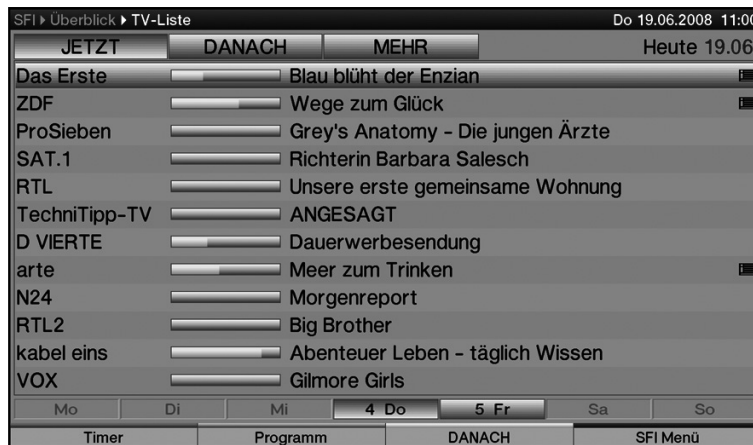 SFI ▸ Überblick ▸ TV-Liste Do 19.06.2008 11:00
JETZT DANACH MEHR Heute 19.06
Das Erste Blau blüht der Enzian
ZDF Wege zum Glück
ProSieben Grey's Anatomy - Die jungen Ärzte
SAT.1 Richterin Barbara Salesch
RTL Unsere erste gemeinsame Wohnung
TechniTipp-TV ANGESAGT
D VIERTE Dauerwerbesendung
arte Meer zum Trinken
N24 Morgenreport
RTL2 Big Brother
kabel eins Abenteuer Leben - täglich Wissen
VOX Gilmore Girls
Mo Di Mi 4 Do 5 Fr Sa So
Timer Programm DANACH SFI Menü